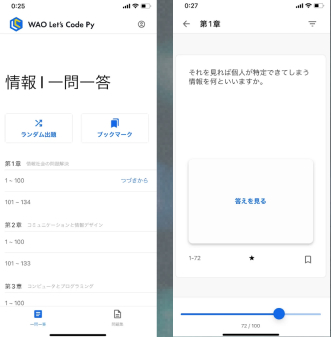 0:25
WAO Let's Code Py
情報Ⅰ一問一答
ランダム出題
ブックマーク
第1章 情報社会の問題解決
1 ~ 100 つづきから
101 ~ 134
第2章 コミュニケーションと情報デザイン
1 ~ 100
101 ~ 133
第3章 コンピュータとプログラミング
1 ~ 100
一問一答
問題集
0:27
第1章
それを見れば個人が特定できてしまう
情報を何といいますか。
答えを見る
1-72
72 / 100